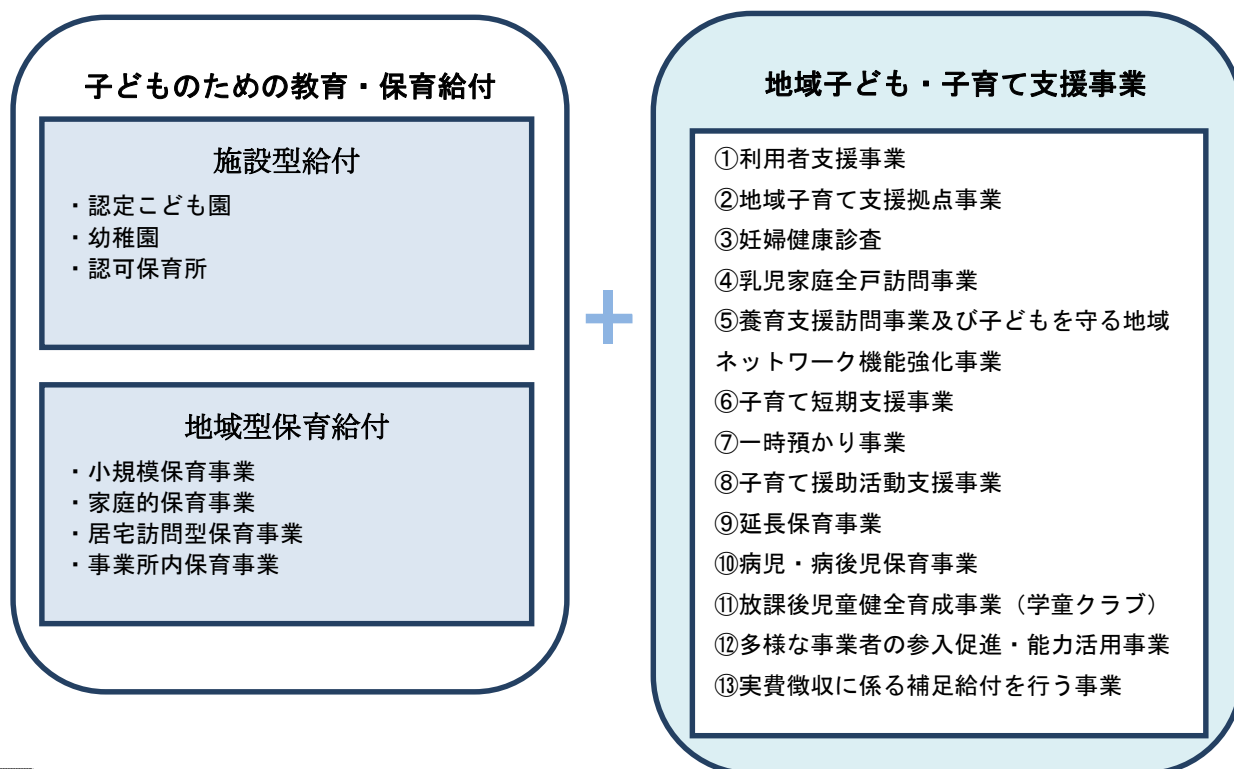 子どものための教育・保育給付
施設型給付
・認定こども園
・幼稚園
・認可保育所
地域型保育給付
・小規模保育事業
・家庭的保育事業
・居宅訪問型保育事業
・事業所内保育事業
+
地域子ども・子育て支援事業
①利用者支援事業
②地域子育て支援拠点事業
③妊婦健康診査
④乳児家庭全戸訪問事業
⑤養育支援訪問事業及び子どもを守る地域
ネットワーク機能強化事業
⑥子育て短期支援事業
⑦一時預かり事業
⑧子育て援助活動支援事業
⑨延長保育事業
⑩病児・病後児保育事業
⑪放課後児童健全育成事業（学童クラブ）
⑫多様な事業者の参入促進・能力活用事業
⑬実費徴収に係る補足給付を行う事業